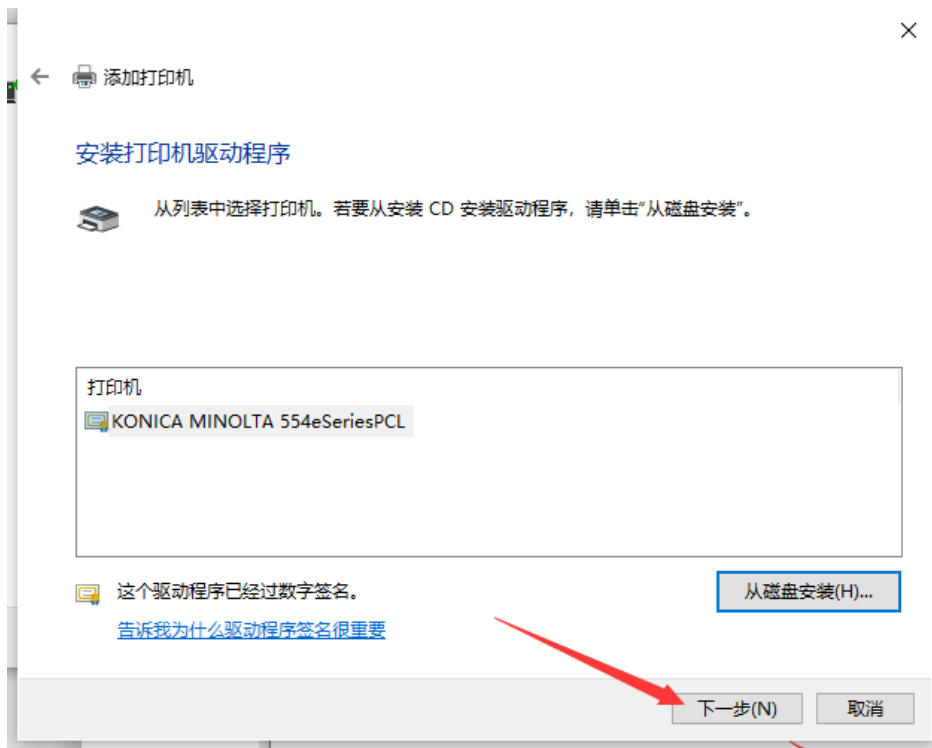 添加打印机
安装打印机驱动程序
从列表中选择打印机。若要从安装 CD 安装驱动程序，请单击“从磁盘安装”。
打印机
KONICA MINOLTA 554eSeriesPCL
这个驱动程序已经过数字签名。
从磁盘安装(H)...
告诉我为什么驱动程序签名很重要
下一步(N)
取消